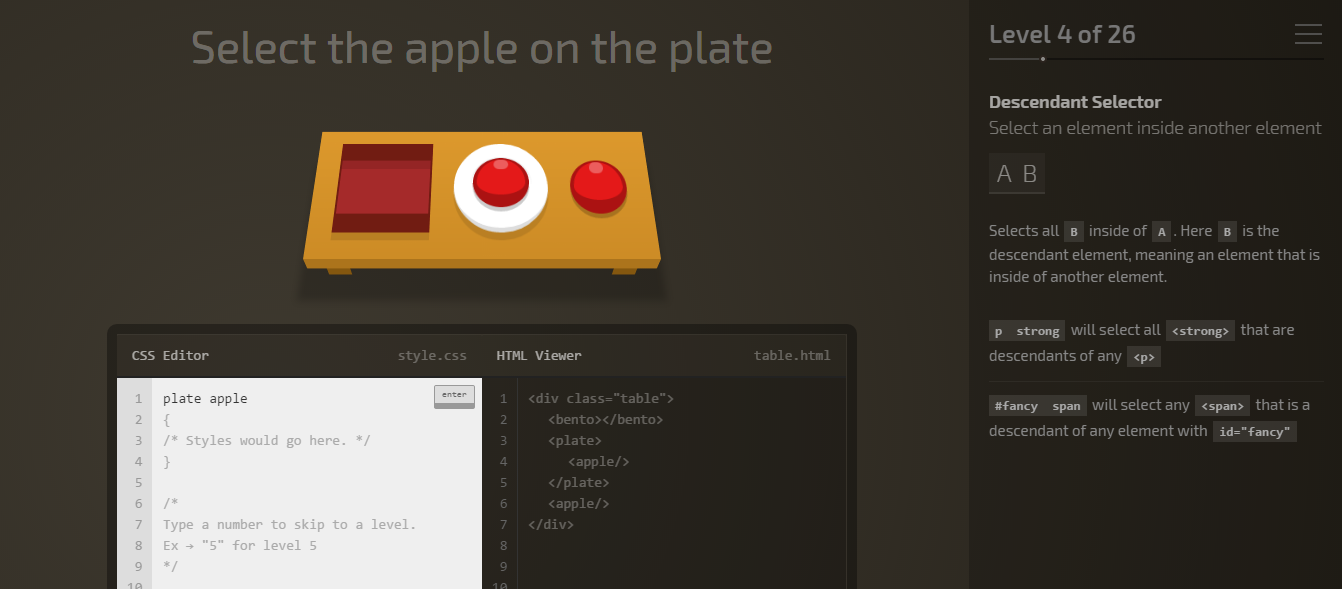 Select the apple on the plate
CSS Editor style.css
1 plate apple enter
2 {
3 /* Styles would go here. */
4 }
5
6 /*
7 Type a number to skip to a level.
8 Ex → "5" for level 5
9 */
10
HTML Viewer table.html
1 <div class="table">
2 <bento></bento>
3 <plate>
4 <apple/>
5 </plate>
6 <apple/>
7 </div>
8
9
10
Level 4 of 26
Descendant Selector
Select an element inside another element
A B
Selects all B inside of A . Here B is the
descendant element, meaning an element that is
inside of another element.
p strong will select all <strong> that are
descendants of any <p>
#fancy span will select any <span> that is a
descendant of any element with id="fancy"